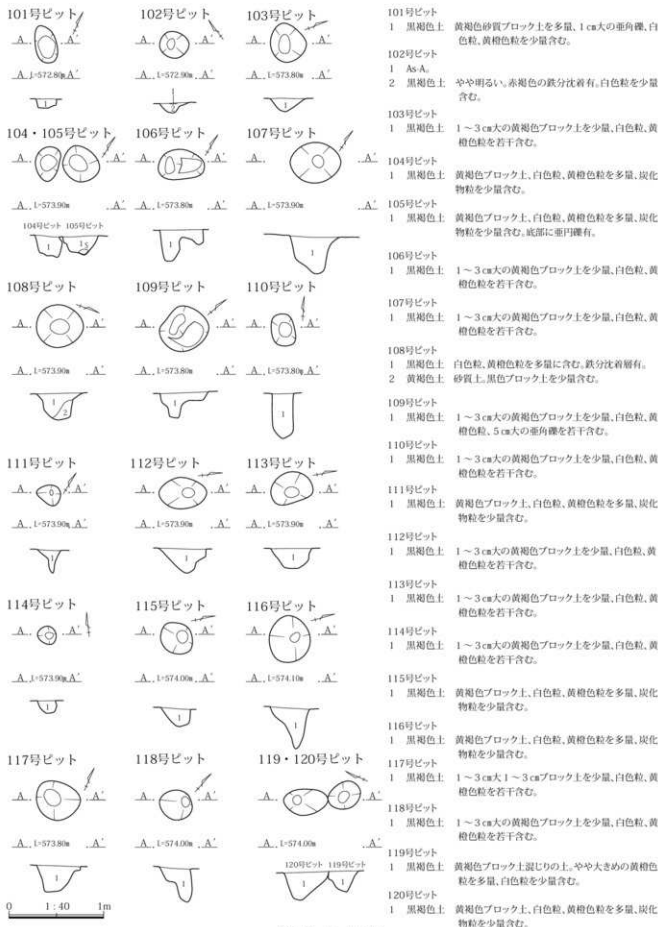 101号ピット
A A′
A L=572.80m A′
1
102号ピット
A A′
A L=572.90m A′
2
103号ピット
A A′
A L=573.80m A′
1
104・105号ピット
A A′
A L=573.90m A′
104号ピット 105号ピット
1 1 S
106号ピット
A A′
A L=573.80m A′
1
107号ピット
A A′
A L=573.90m A′
1
108号ピット
A A′
A L=573.90m A′
1
2
109号ピット
A A′
A L=573.80m A′
1
110号ピット
A A′
A L=573.80m A′
1
111号ピット
A A′
A L=573.90m A′
1
112号ピット
A A′
A L=573.90m A′
1
113号ピット
A A′
A L=573.90m A′
1
114号ピット
A A′
A L=573.90m A′
1
115号ピット
A A′
A L=574.00m A′
1
116号ピット
A A′
A L=574.10m A′
1
117号ピット
A A′
A L=573.80m A′
1
118号ピット
A A′
A L=574.00m A′
1
119・120号ピット
A A′
A L=574.00m A′
120号ピット 119号ピット
1 1
0 1:40 1m
101号ピット
1 黒褐色土 黄褐色砂質ブロック土を多量、1㎝大の亜角礫、白
色粒、黄橙色粒を少量含む。
102号ピット
1 As-A。
2 黒褐色土 やや明るい。赤褐色の鉄分沈着有。白色粒を少量
含む。
103号ピット
1 黒褐色土 1～3㎝大の黄褐色ブロック土を少量、白色粒、黄
橙色粒を若干含む。
104号ピット
1 黒褐色土 黄褐色ブロック土、白色粒、黄橙色粒を多量、炭化
物粒を少量含む。
105号ピット
1 黒褐色土 黄褐色ブロック土、白色粒、黄橙色粒を多量、炭化
物粒を少量含む。底部に亜円礫有。
106号ピット
1 黒褐色土 1～3㎝大の黄褐色ブロック土を少量、白色粒、黄
橙色粒を若干含む。
107号ピット
1 黒褐色土 1～3㎝大の黄褐色ブロック土を少量、白色粒、黄
橙色粒を若干含む。
108号ピット
1 黒褐色土 白色粒、黄橙色粒を多量に含む。鉄分沈着層有。
2 黄褐色土 砂質土。黒色ブロック土を少量含む。
109号ピット
1 黒褐色土 1～3㎝大の黄褐色ブロック土を少量、白色粒、黄
橙色粒、5㎝大の亜角礫を若干含む。
110号ピット
1 黒褐色土 1～3㎝大の黄褐色ブロック土を少量、白色粒、黄
橙色粒を若干含む。
111号ピット
1 黒褐色土 黄褐色ブロック土、白色粒、黄橙色粒を多量、炭化
物粒を少量含む。
112号ピット
1 黒褐色土 1～3㎝大の黄褐色ブロック土を少量、白色粒、黄
橙色粒を若干含む。
113号ピット
1 黒褐色土 1～3㎝大の黄褐色ブロック土を少量、白色粒、黄
橙色粒を若干含む。
114号ピット
1 黒褐色土 1～3㎝大の黄褐色ブロック土を少量、白色粒、黄
橙色粒を若干含む。
115号ピット
1 黒褐色土 黄褐色ブロック土、白色粒、黄橙色粒を多量、炭化
物粒を少量含む。
116号ピット
1 黒褐色土 黄褐色ブロック土、白色粒、黄橙色粒を多量、炭化
物粒を少量含む。
117号ピット
1 黒褐色土 1～3㎝大1～3㎝ブロック土を少量、白色粒、黄
橙色粒を若干含む。
118号ピット
1 黒褐色土 1～3㎝大の黄褐色ブロック土を少量、白色粒、黄
橙色粒を若干含む。
119号ピット
1 黒褐色土 黄褐色ブロック土混じりの土。やや大きめの黄橙色
粒を多量、白色粒を少量含む。
120号ピット
1 黒褐色土 黄褐色ブロック土、白色粒、黄橙色粒を多量、炭化
物粒を少量含む。